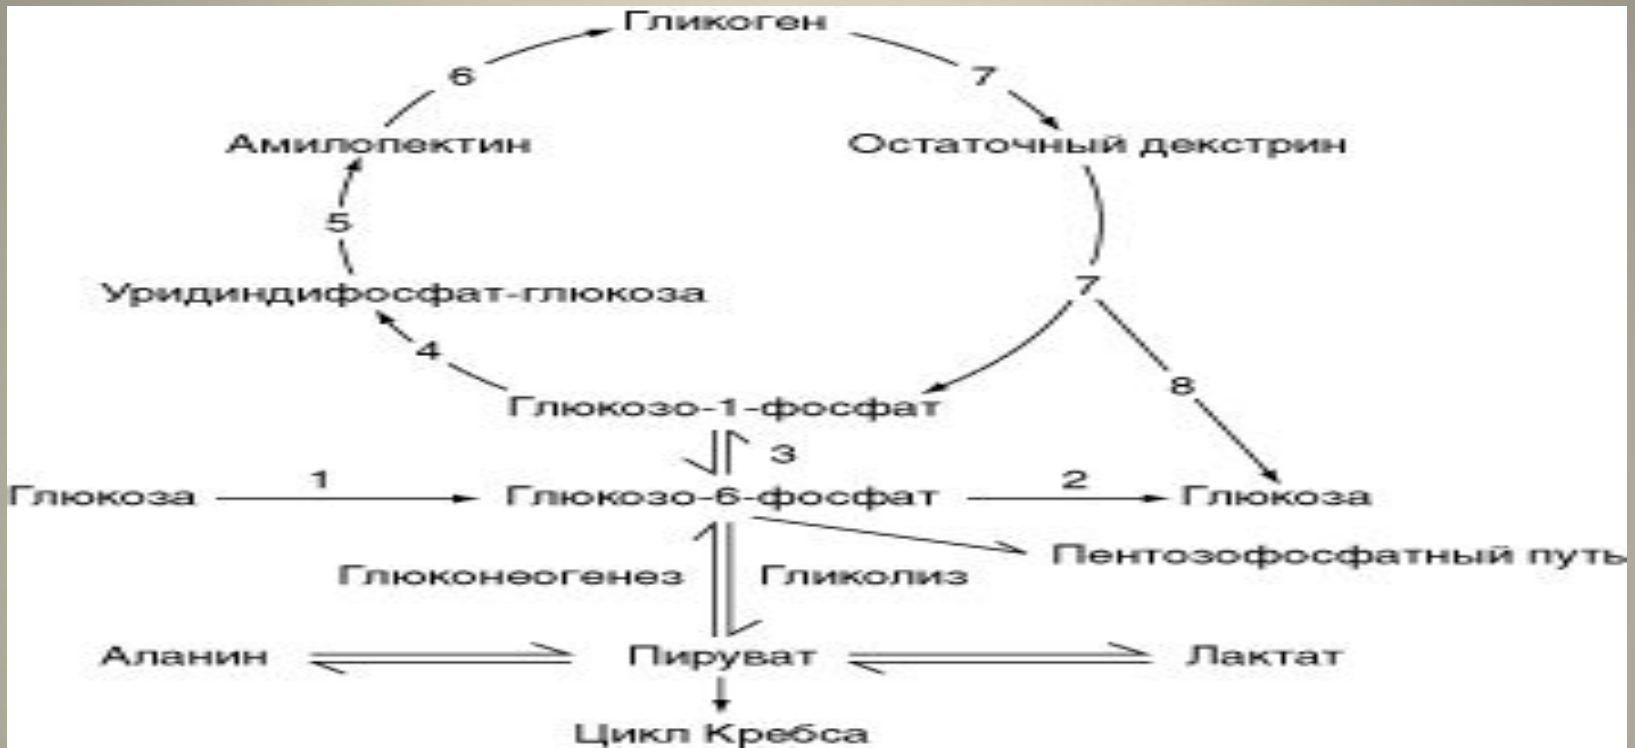 Гликоген
6
7
Амилопектин
Остаточный декстрин
5
Уридиндифосфат-глюкоза
7
4
8
Глюкозо-1-фосфат
3
Глюкоза
1
Глюкозо-6-фосфат
2
Глюкоза
Пентозофосфатный путь
Глюконеогенез
Гликолиз
Аланин
Пируват
Лактат
Цикл Кребса